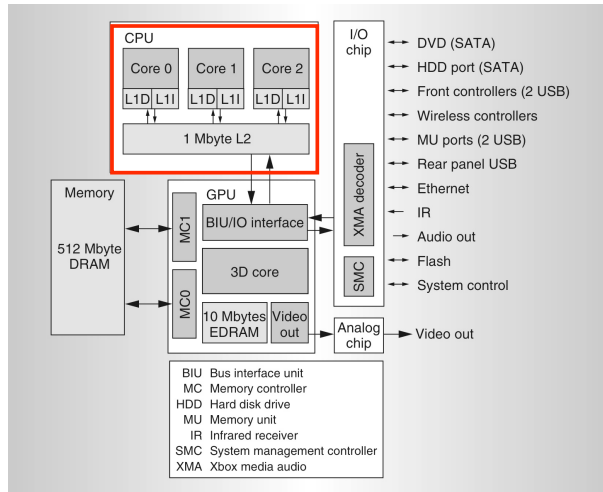 CPU
Core 0 Core 1 Core 2
L1D L1I L1D L1I L1D L1I
1 Mbyte L2
I/O
chip
XMA decoder
SMC
DVD (SATA)
HDD port (SATA)
Front controllers (2 USB)
Wireless controllers
MU ports (2 USB)
Rear panel USB
Ethernet
IR
Audio out
Flash
System control
Memory
512 Mbyte
DRAM
GPU
MC1
BIU/IO interface
3D core
MC0
10 Mbytes
EDRAM
Video
out
Analog
chip
Video out
BIU Bus interface unit
MC Memory controller
HDD Hard disk drive
MU Memory unit
IR Infrared receiver
SMC System management controller
XMA Xbox media audio